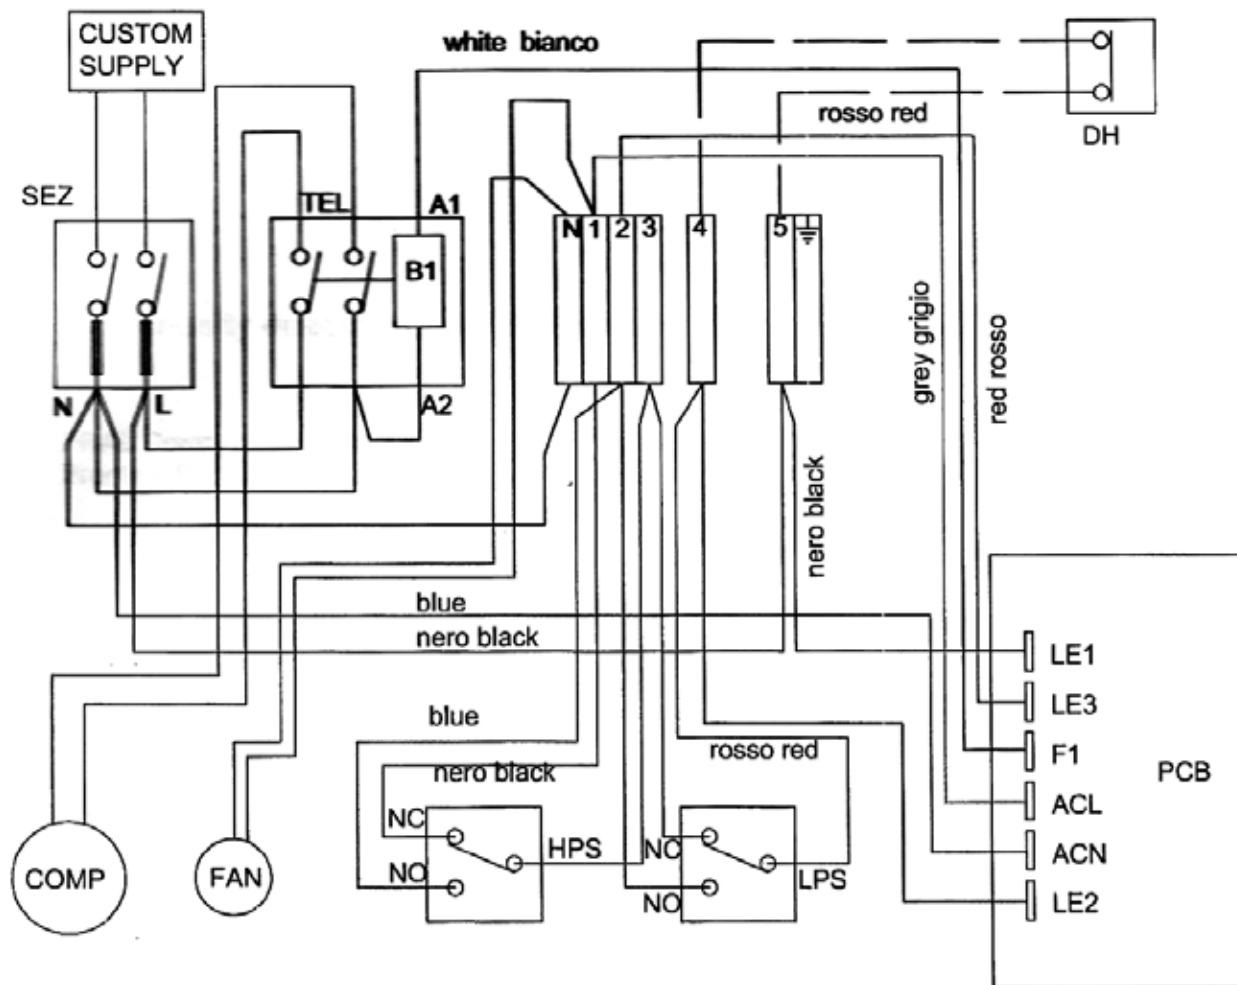 CUSTOM
SUPPLY
white bianco
rosso red
DH
SEZ
TEL
A1
N
1
2
3
4
5
B1
grey grigio
red rosso
N
L
A2
nero black
blue
nero black
LE1
LE3
blue
rosso red
nero black
F1
PCB
NC
HPS
NC
ACL
COMP
FAN
NO
LPS
NO
ACN
LE2